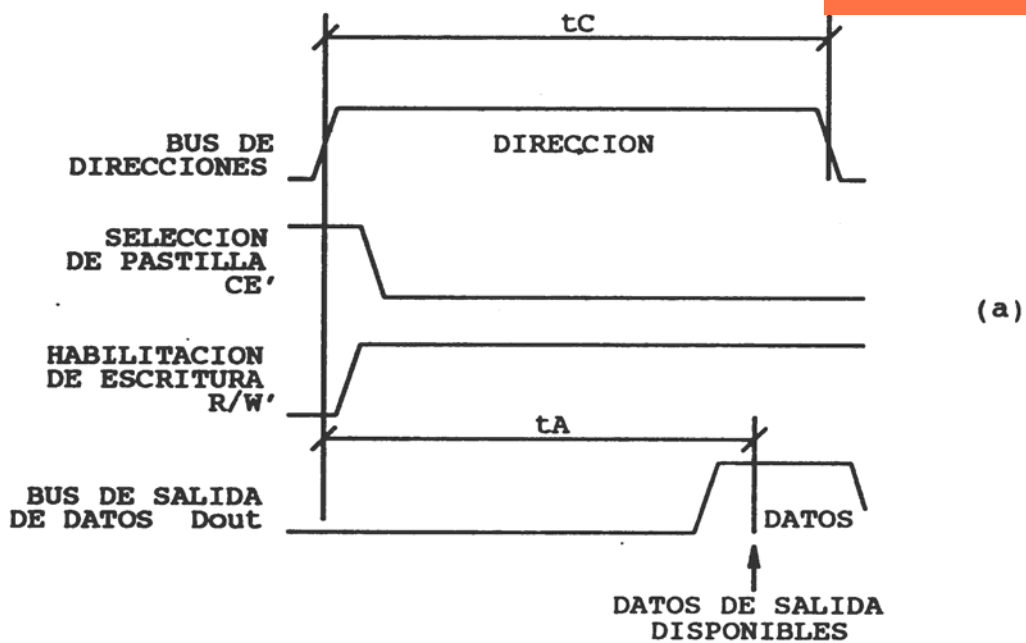 tC
BUS DE
DIRECCIONES
DIRECCION
SELECCION
DE PASTILLA
CE'
(a)
HABILITACION
DE ESCRITURA
R/W'
tA
BUS DE SALIDA
DE DATOS Dout
DATOS
DATOS DE SALIDA
DISPONIBLES